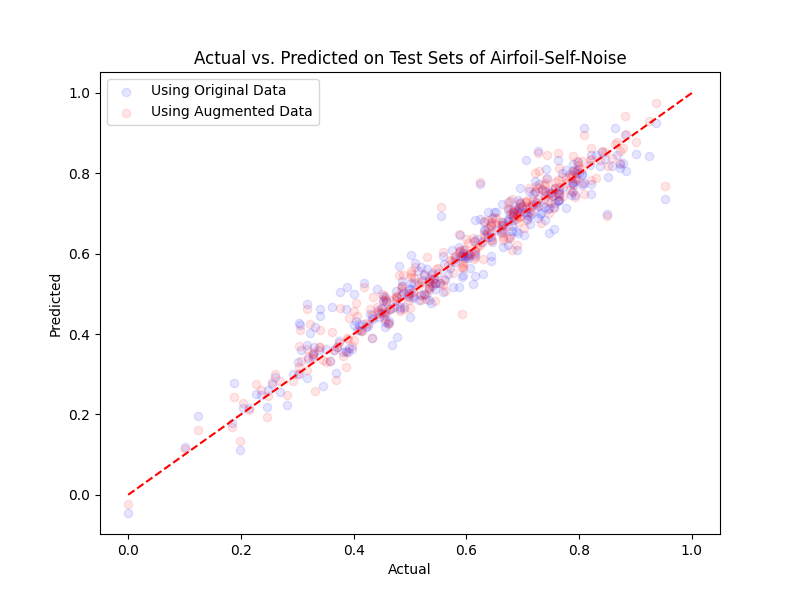 Actual vs. Predicted on Test Sets of Airfoil-Self-Noise
Using Original Data
Using Augmented Data
Predicted
1.0
0.8
0.6
0.4
0.2
0.0
0.0 0.2 0.4 0.6 0.8 1.0
Actual